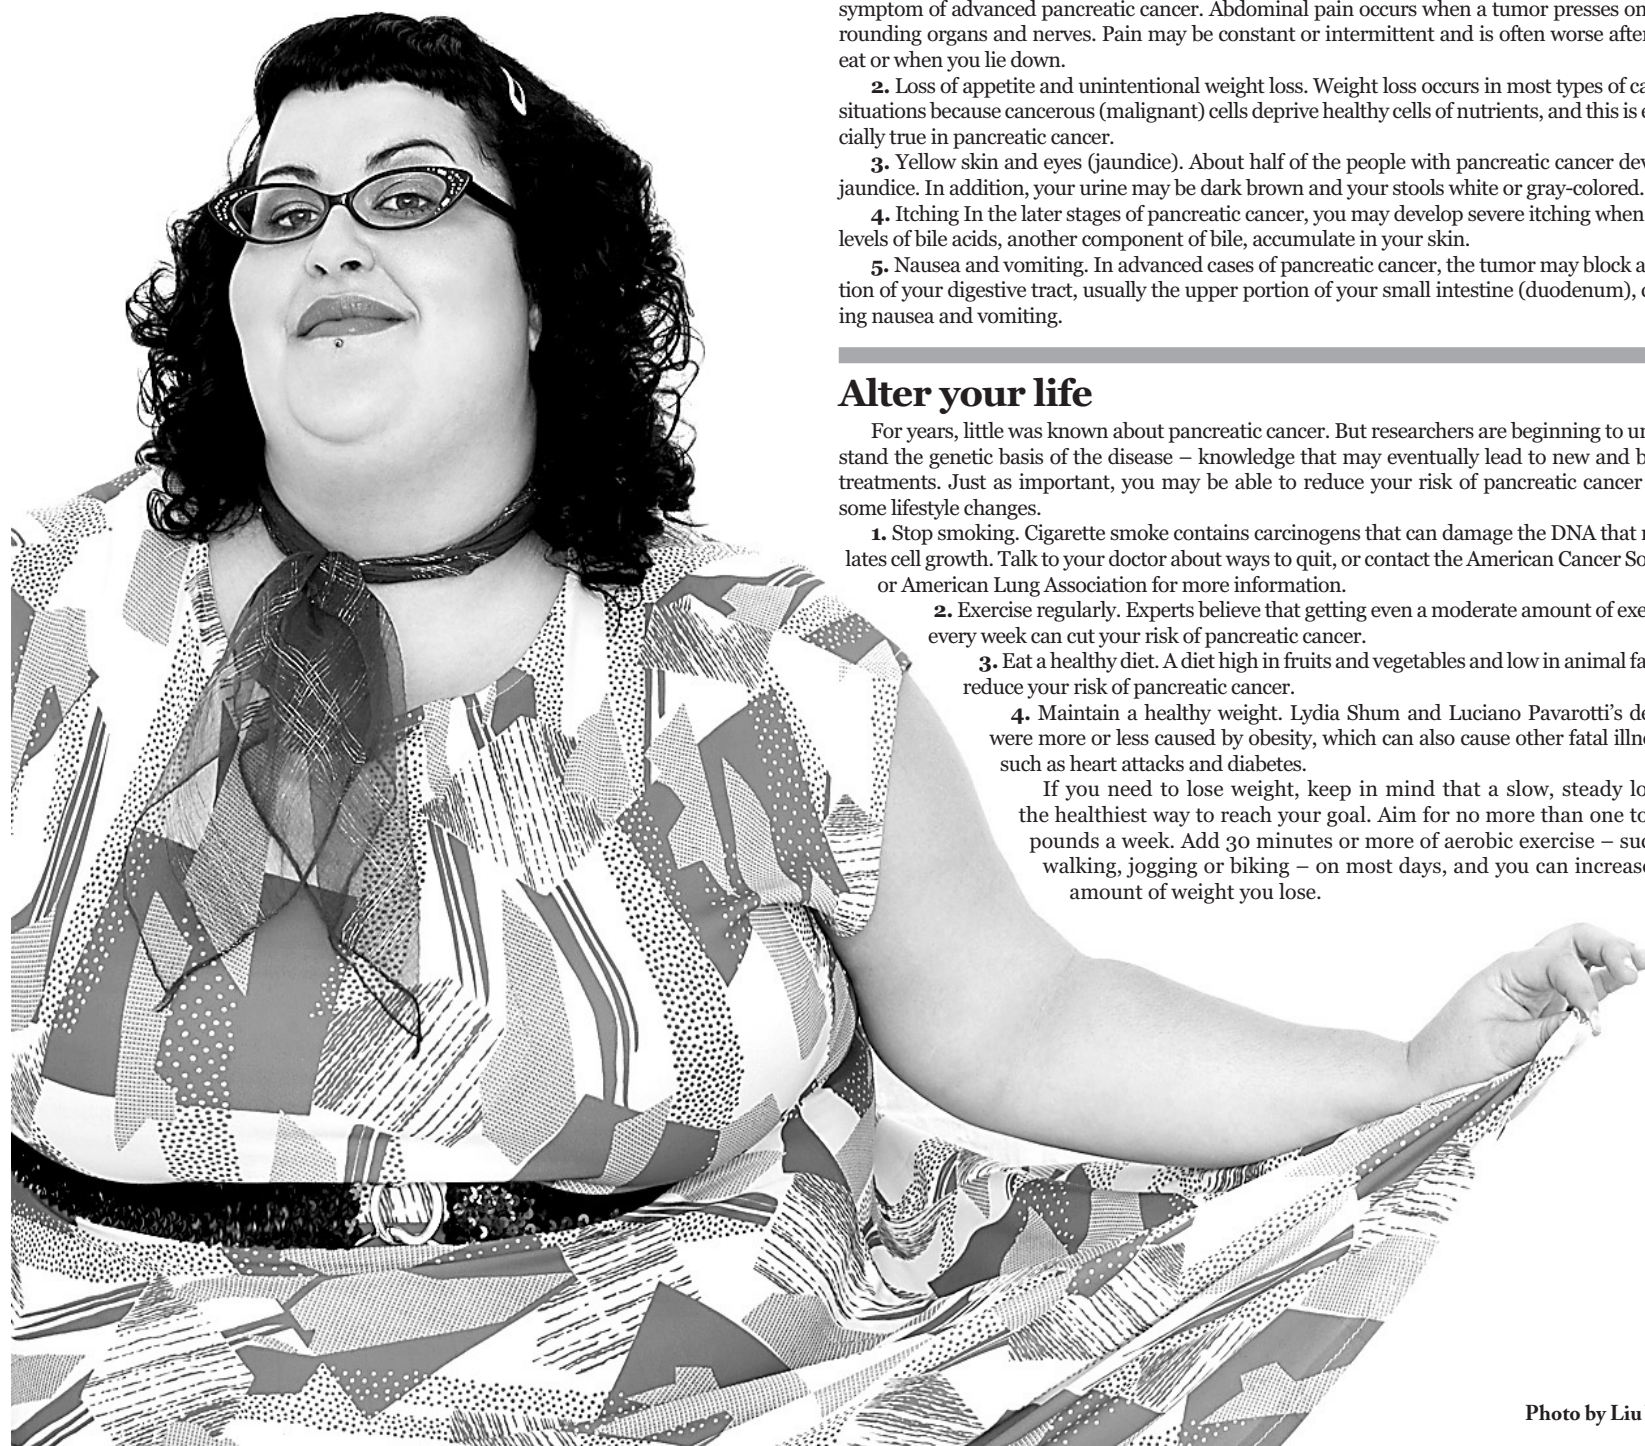 symptom of advanced pancreatic cancer. Abdominal pain occurs when a tumor presses on
rounding organs and nerves. Pain may be constant or intermittent and is often worse after
eat or when you lie down.
2. Loss of appetite and unintentional weight loss. Weight loss occurs in most types of ca
situations because cancerous (malignant) cells deprive healthy cells of nutrients, and this is e
cially true in pancreatic cancer.
3. Yellow skin and eyes (jaundice). About half of the people with pancreatic cancer dev
jaundice. In addition, your urine may be dark brown and your stools white or gray-colored.
4. Itching In the later stages of pancreatic cancer, you may develop severe itching when
levels of bile acids, another component of bile, accumulate in your skin.
5. Nausea and vomiting. In advanced cases of pancreatic cancer, the tumor may block a
tion of your digestive tract, usually the upper portion of your small intestine (duodenum), c
ing nausea and vomiting.
Alter your life
For years, little was known about pancreatic cancer. But researchers are beginning to un
stand the genetic basis of the disease – knowledge that may eventually lead to new and b
treatments. Just as important, you may be able to reduce your risk of pancreatic cancer
some lifestyle changes.
1. Stop smoking. Cigarette smoke contains carcinogens that can damage the DNA that r
lates cell growth. Talk to your doctor about ways to quit, or contact the American Cancer So
or American Lung Association for more information.
2. Exercise regularly. Experts believe that getting even a moderate amount of exe
every week can cut your risk of pancreatic cancer.
3. Eat a healthy diet. A diet high in fruits and vegetables and low in animal fa
reduce your risk of pancreatic cancer.
4. Maintain a healthy weight. Lydia Shum and Luciano Pavarotti’s de
were more or less caused by obesity, which can also cause other fatal illne
such as heart attacks and diabetes.
If you need to lose weight, keep in mind that a slow, steady lo
the healthiest way to reach your goal. Aim for no more than one to
pounds a week. Add 30 minutes or more of aerobic exercise – suc
walking, jogging or biking – on most days, and you can increase
amount of weight you lose.
Photo by Liu